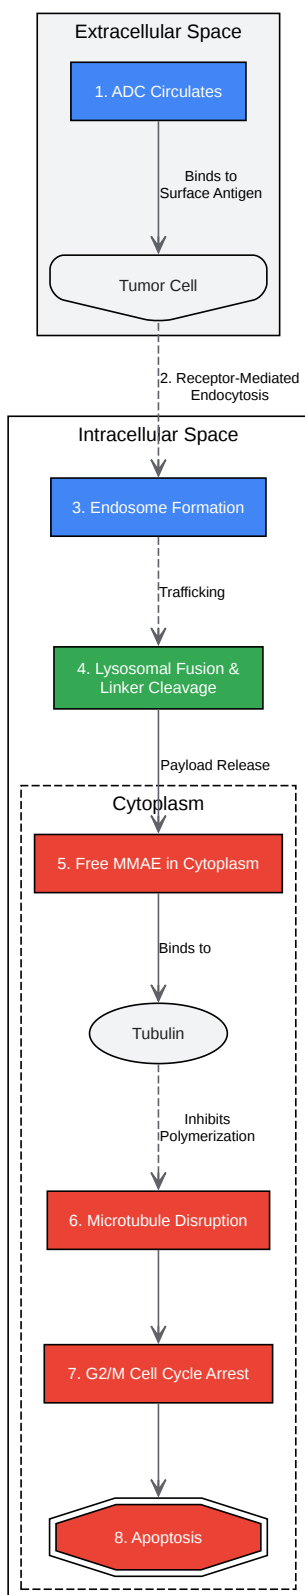 Extracellular Space
1. ADC Circulates
Binds to
Surface Antigen
Tumor Cell
2. Receptor-Mediated
Endocytosis
Intracellular Space
3. Endosome Formation
Trafficking
4. Lysosomal Fusion &
Linker Cleavage
Payload Release
Cytoplasm
5. Free MMAE in Cytoplasm
Binds to
Tubulin
Inhibits
Polymerization
6. Microtubule Disruption
7. G2/M Cell Cycle Arrest
8. Apoptosis